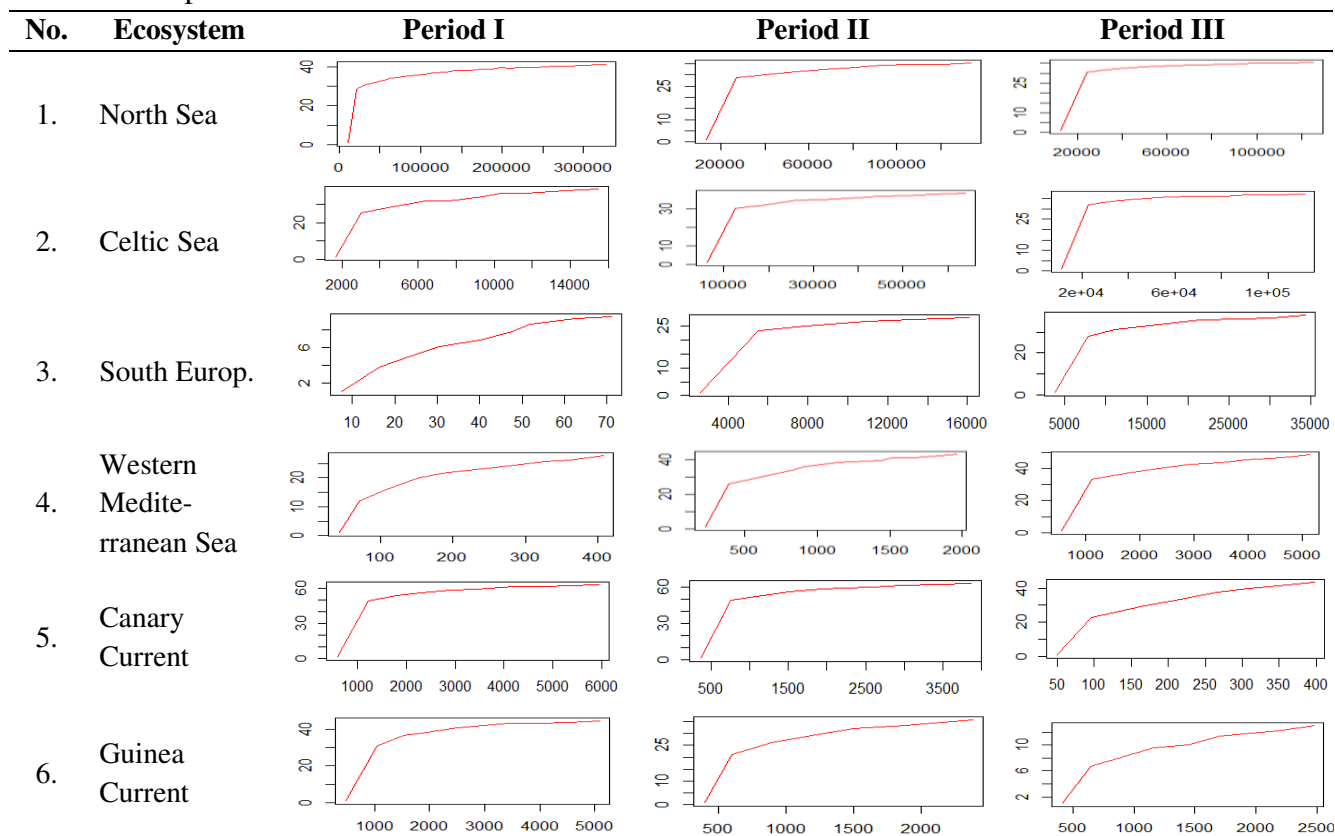 No. Ecosystem Period I Period II Period III
1. North Sea
0 20 40
0 100000 200000 300000
0 10 25
20000 60000 100000
0 10 25
20000 60000 100000
2. Celtic Sea
0 20
2000 6000 10000 14000
0 10 30
10000 30000 50000
0 10 25
2e+04 6e+04 1e+05
3. South Europ.
2 6
10 20 30 40 50 60 70
0 10 25
4000 8000 12000 16000
0 20
5000 15000 25000 35000
4. Western
Medite-
rranean Sea
0 10 20
100 200 300 400
0 20 40
500 1000 1500 2000
0 20 40
1000 2000 3000 4000 5000
5. Canary
Current
0 30 60
1000 2000 3000 4000 5000 6000
0 30 60
500 1500 2500 3500
0 20 40
50 100 150 200 250 300 350 400
6. Guinea
Current
0 20 40
1000 2000 3000 4000 5000
0 10 25
500 1000 1500 2000
2 6 10
500 1000 1500 2000 2500